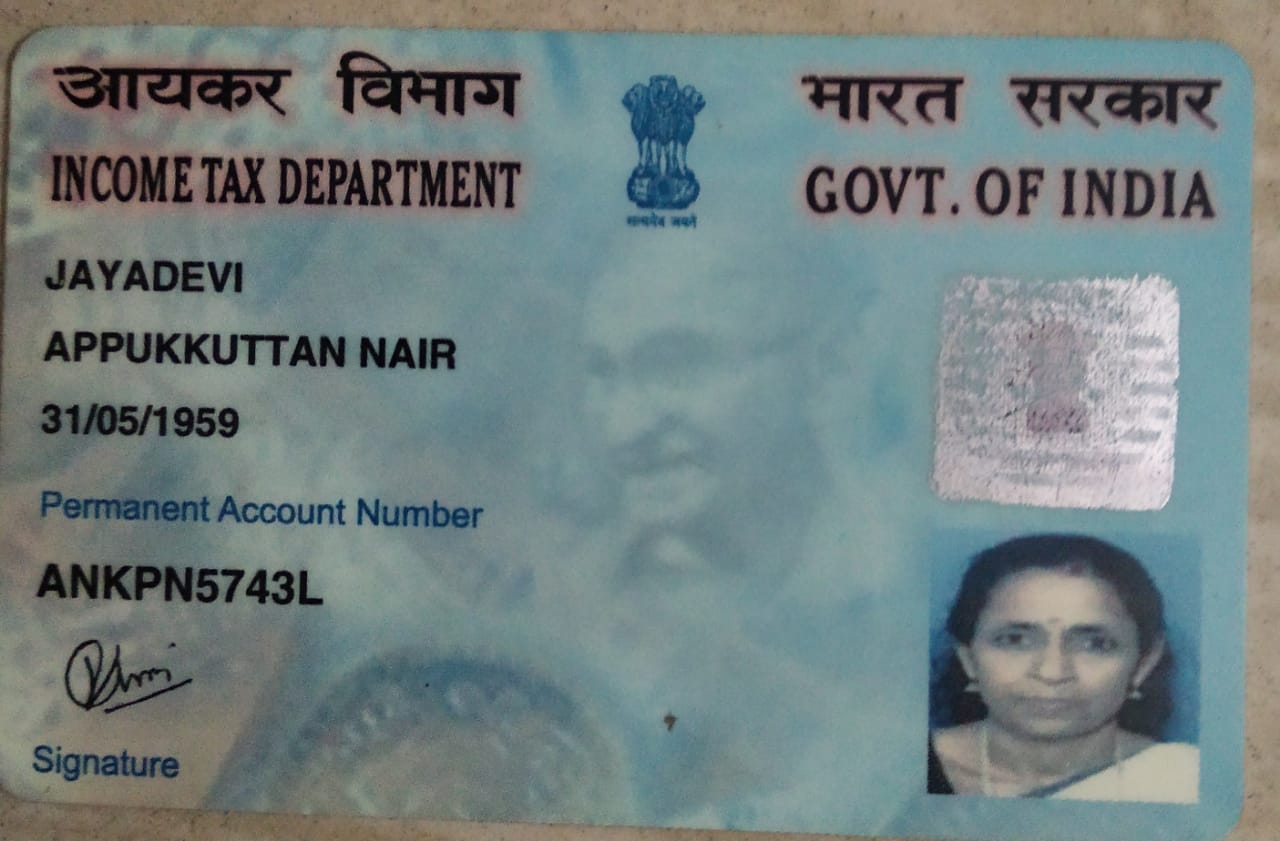 आयकर विभाग
भारत सरकार
INCOME TAX DEPARTMENT
GOVT. OF INDIA
सत्यमेव जयते
JAYADEVI
APPUKKUTTAN NAIR
31/05/1959
Permanent Account Number
ANKPN5743L
Signature